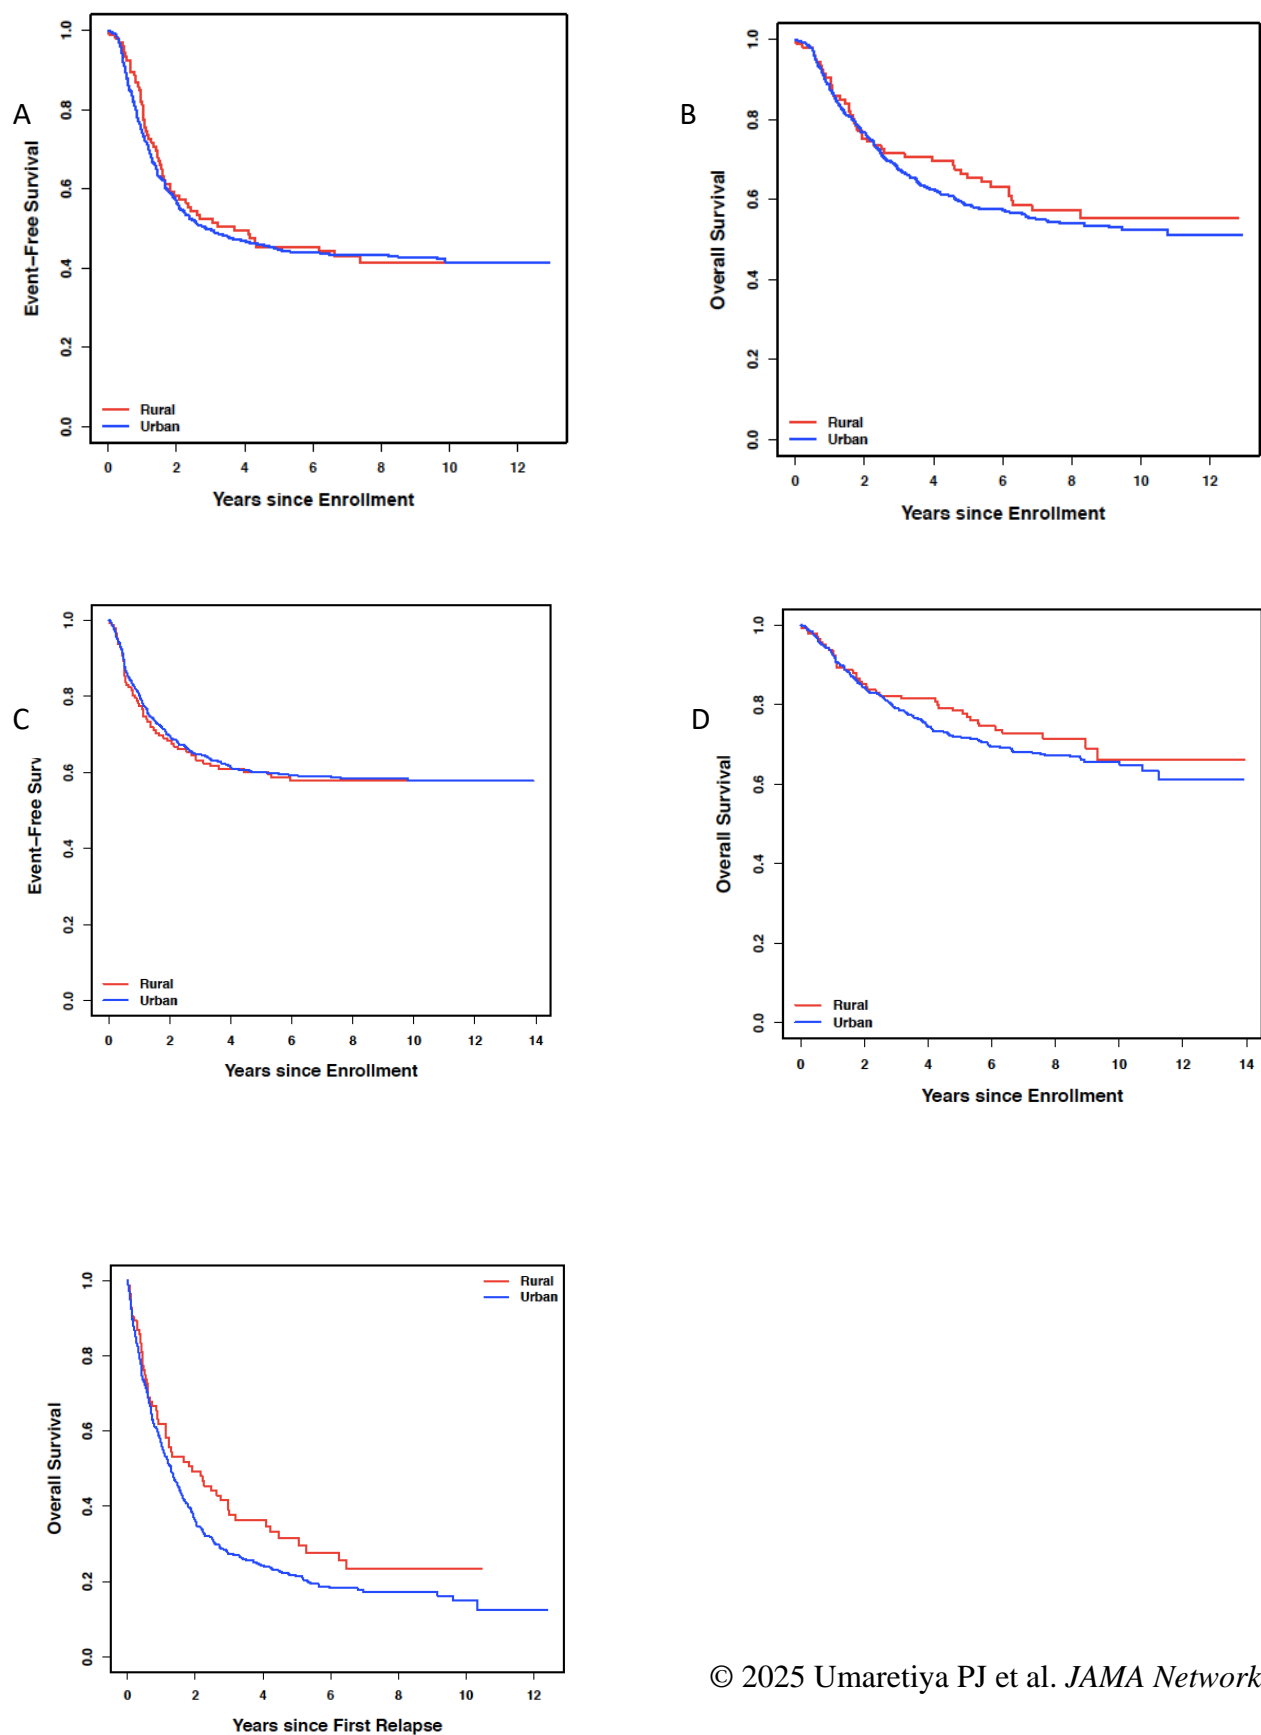 A
Event-Free Survival
1.0
0.8
0.6
0.4
0.2
0.0
Rural
Urban
0 2 4 6 8 10 12
Years since Enrollment
B
Overall Survival
1.0
0.8
0.6
0.4
0.2
0.0
Rural
Urban
0 2 4 6 8 10 12
Years since Enrollment
C
Event-Free Surv
1.0
0.8
0.6
0.4
0.2
0.0
Rural
Urban
0 2 4 6 8 10 12 14
Years since Enrollment
D
Overall Survival
1.0
0.8
0.6
0.4
0.2
0.0
Rural
Urban
0 2 4 6 8 10 12 14
Years since Enrollment
Overall Survival
1.0
0.8
0.6
0.4
0.2
0.0
Rural
Urban
0 2 4 6 8 10 12
Years since First Relapse
© 2025 Umaretiya PJ et al. JAMA Network